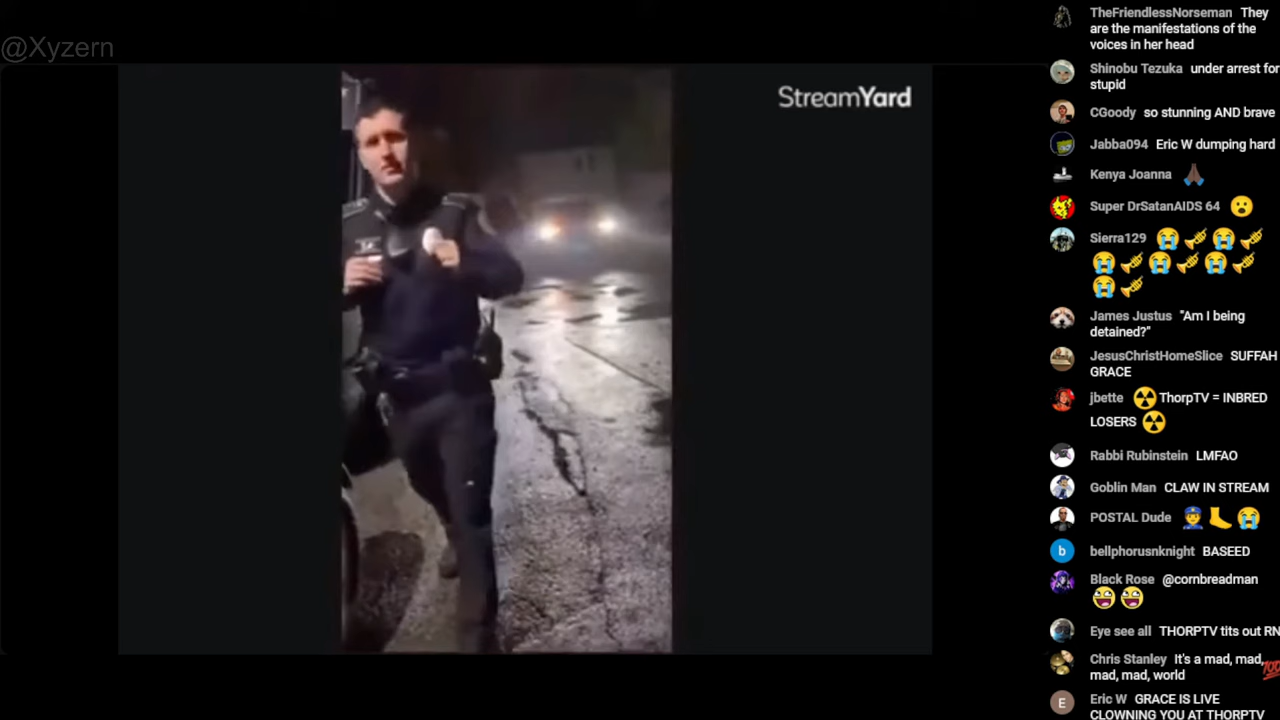 @Xyzern
StreamYard
TheFriendlessNorseman They
are the manifestations of the
voices in her head
Shinobu Tezuka under arrest for
stupid
CGoody so stunning AND brave
Jabba094 Eric W dumping hard
Kenya Joanna
Super DrSatanAIDS 64
Sierra129
James Justus "Am I being
detained?"
JesusChristHomeSlice SUFFAH
GRACE
jbette ThorpTV = INBRED
LOSERS
Rabbi Rubinstein LMFAO
Goblin Man CLAW IN STREAM
POSTAL Dude
b
bellphorusnknight BASEED
Black Rose @cornbreadman
Eye see all THORPTV tits out RN
Chris Stanley It's a mad, mad,
mad, mad, world
100
E
Eric W GRACE IS LIVE
CLOWNING YOU AT THORPTV